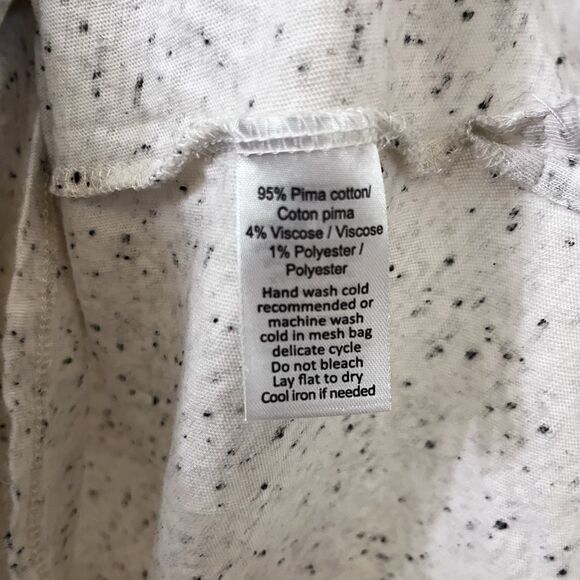 95% Pima cotton/
Coton pima
4% Viscose / Viscose
1% Polyester /
Polyester
Hand wash cold
recommended or
machine wash
cold in mesh bag
delicate cycle
Do not bleach
Lay flat to dry
Cool iron if needed